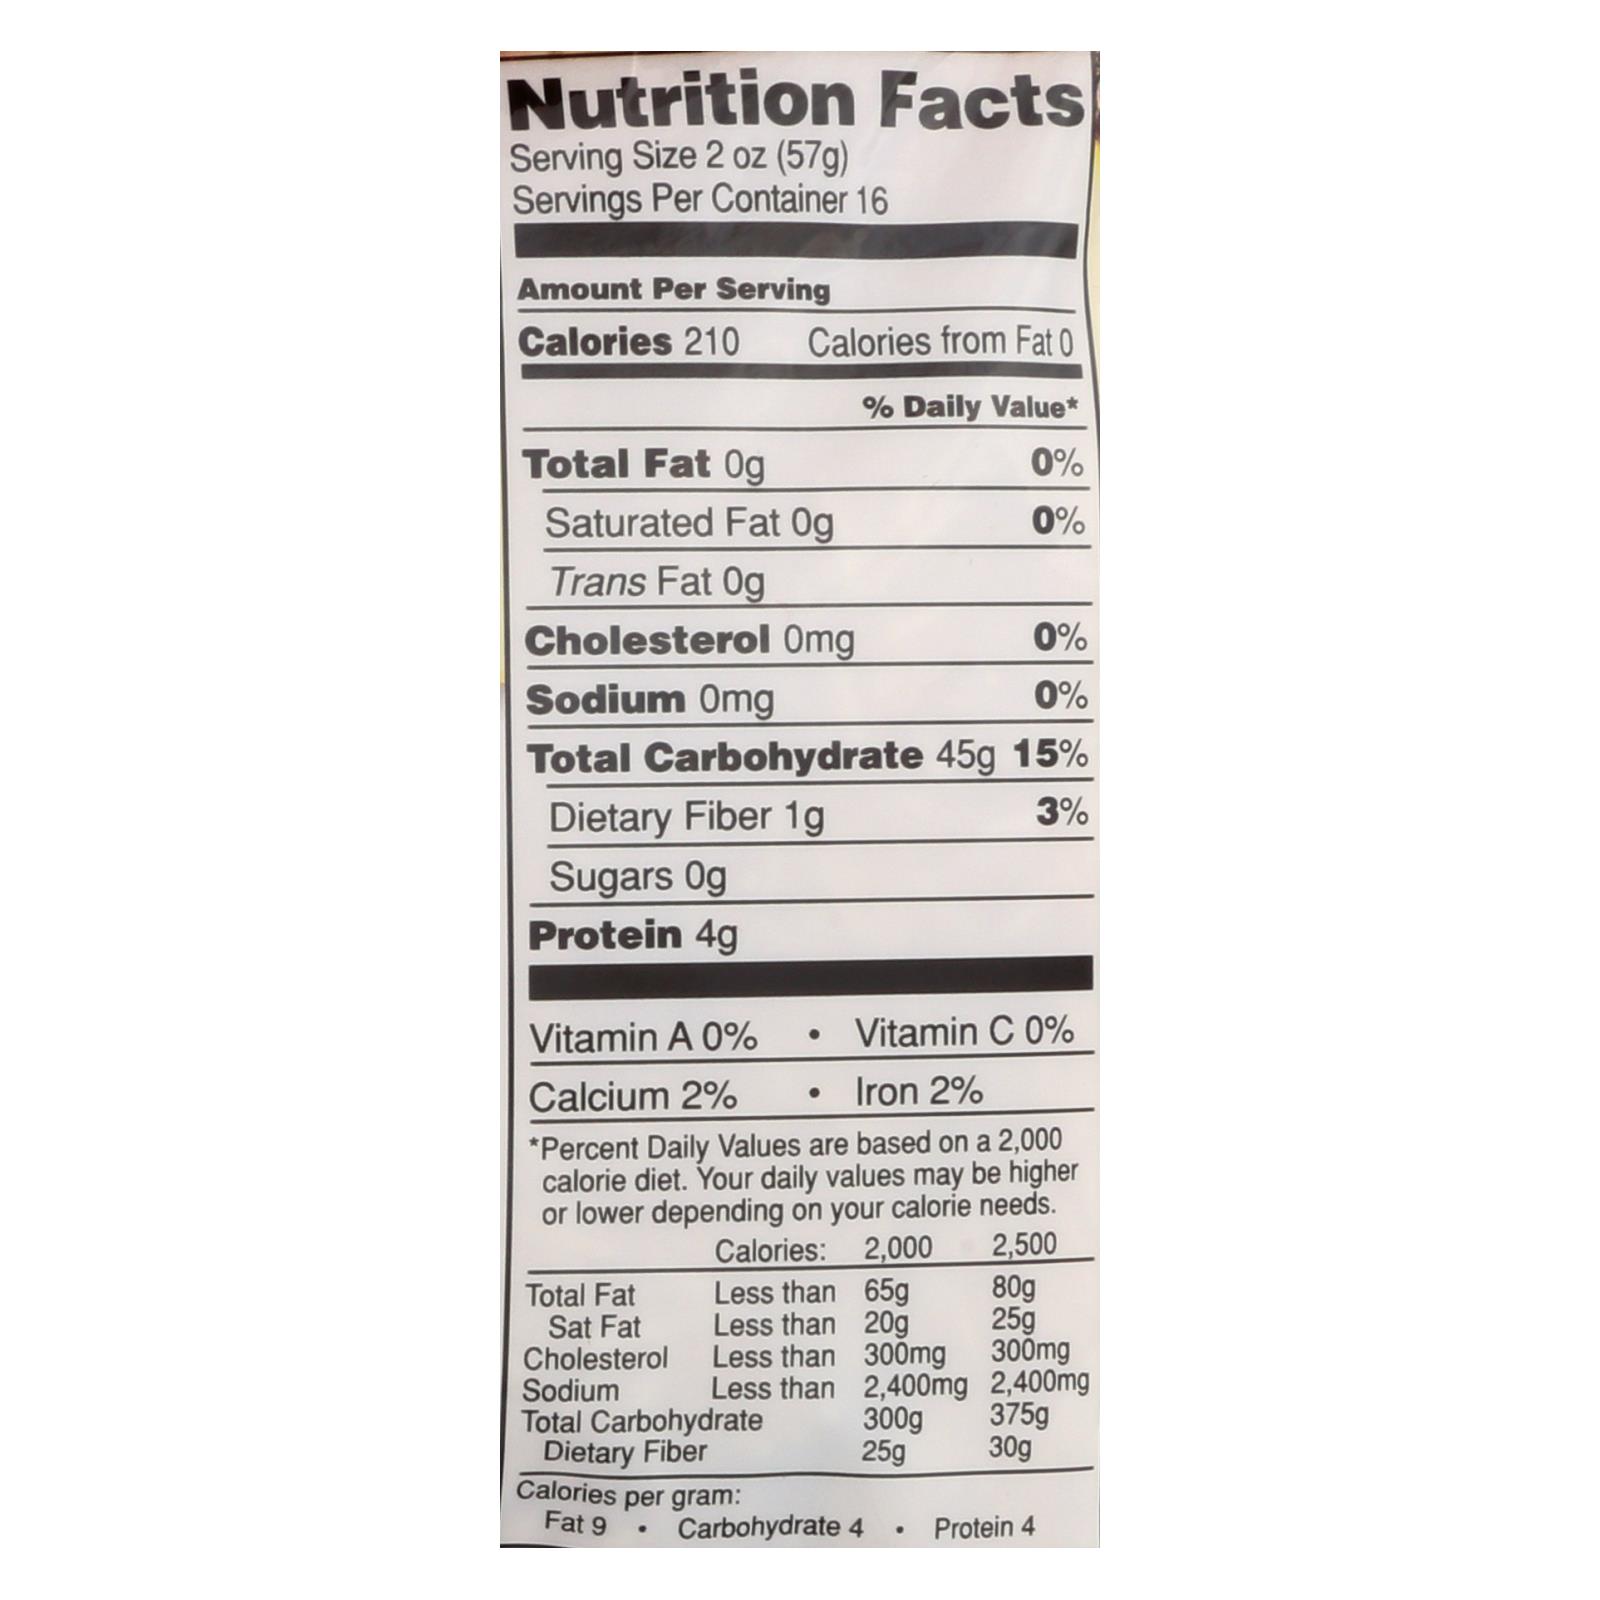 Nutrition Facts
Serving Size 2 oz (57g)
Servings Per Container 16
Amount Per Serving
Calories 210 Calories from Fat 0
% Daily Value*
Total Fat 0g 0%
Saturated Fat 0g 0%
Trans Fat 0g
Cholesterol 0mg 0%
Sodium 0mg 0%
Total Carbohydrate 45g 15%
Dietary Fiber 1g 3%
Sugars 0g
Protein 4g
Vitamin A 0% • Vitamin C 0%
Calcium 2% • Iron 2%
*Percent Daily Values are based on a 2,000
calorie diet. Your daily values may be higher
or lower depending on your calorie needs.
Calories: 2,000 2,500
Total Fat Less than 65g 80g
Sat Fat Less than 20g 25g
Cholesterol Less than 300mg 300mg
Sodium Less than 2,400mg 2,400mg
Total Carbohydrate 300g 375g
Dietary Fiber 25g 30g
Calories per gram:
Fat 9 • Carbohydrate 4 • Protein 4